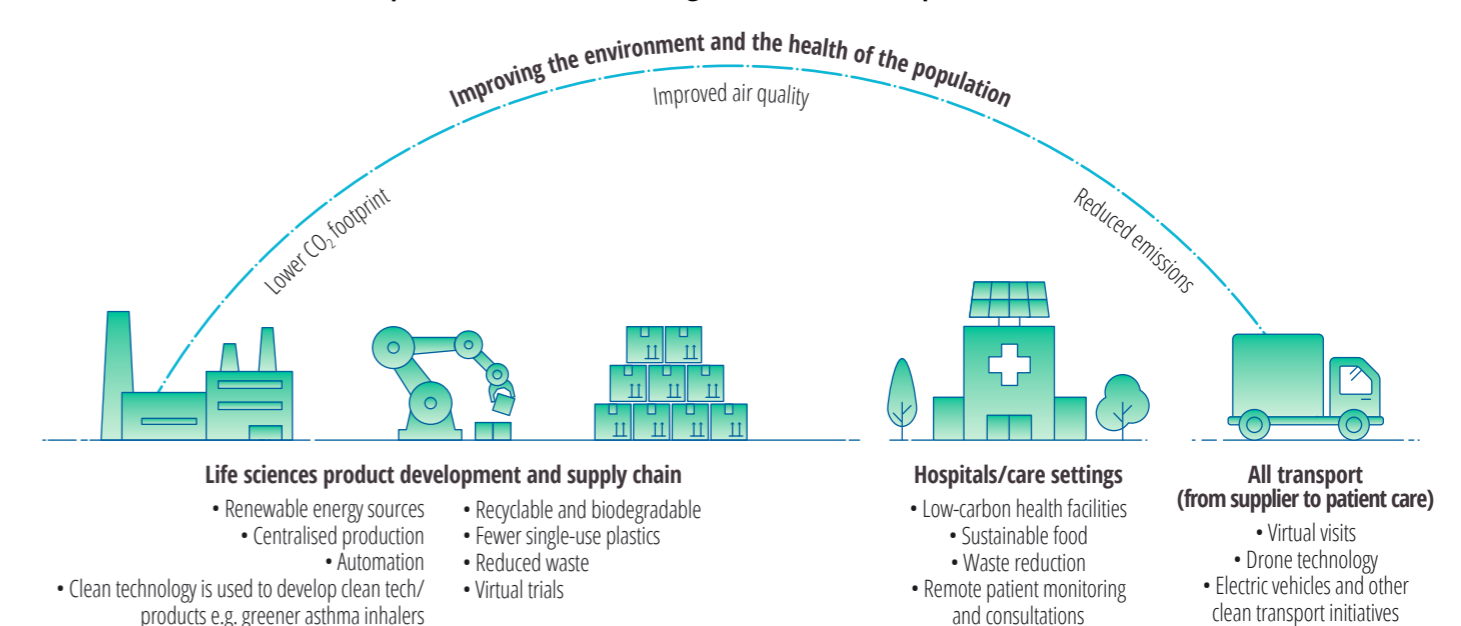 Improving the environment and the health of the population
Improved air quality
Lower CO₂ footprint
Reduced emissions
Life sciences product development and supply chain
• Renewable energy sources
• Centralised production
• Automation
• Clean technology is used to develop clean tech/
products e.g. greener asthma inhalers
• Recyclable and biodegradable
• Fewer single-use plastics
• Reduced waste
• Virtual trials
Hospitals/care settings
• Low-carbon health facilities
• Sustainable food
• Waste reduction
• Remote patient monitoring
and consultations
All transport
(from supplier to patient care)
• Virtual visits
• Drone technology
• Electric vehicles and other
clean transport initiatives